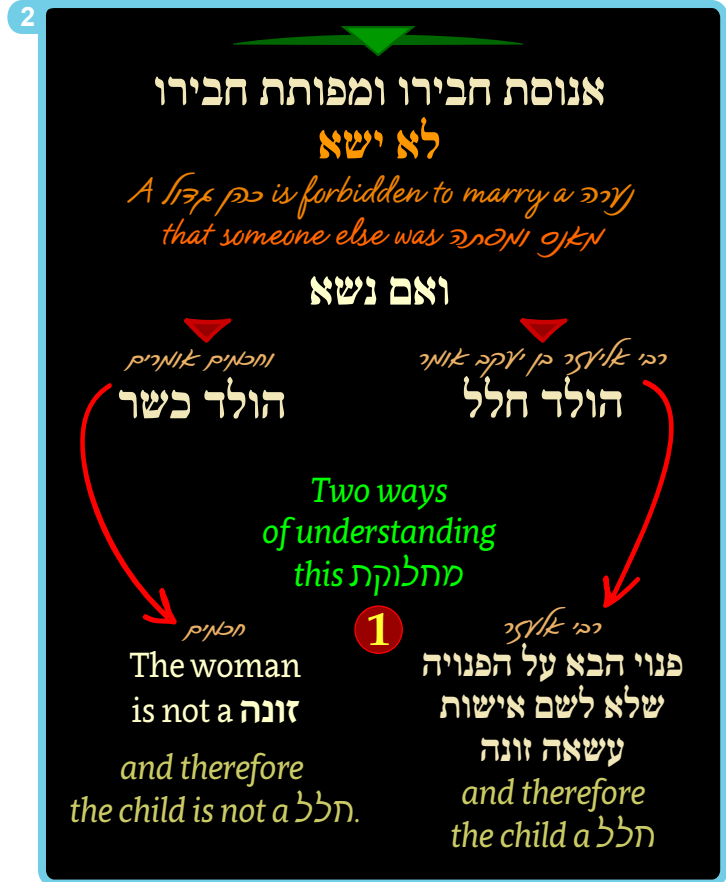 2
אנוסת חבירו ומפותת חבירו
לא ישא
A כהן גדול is forbidden to marry a נערה
that someone else was מאנס ומפתה
ואם נשא
רבי אליעזר בן יעקב אומר
הולד חלל
וחכמים אומרים
הולד כשר
Two ways
of understanding
this מחלוקת
1
רבי אלעזר
פנוי הבא על הפנויה
שלא לשם אישות
עשאה זונה
and therefore
the child a חלל
חכמים
The woman
is not a זונה
and therefore
the child is not a חלל.